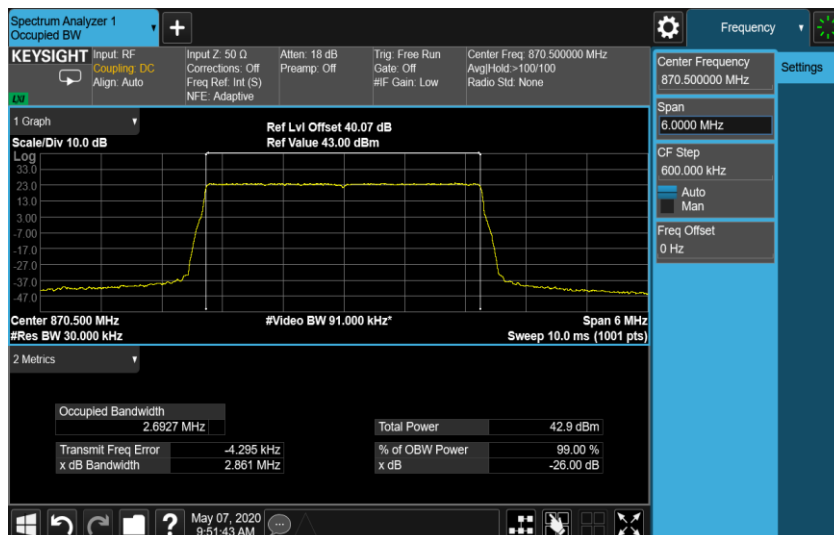 Spectrum Analyzer 1
Occupied BW
+
Frequency
KEYSIGHT
LXI
Input: RF
Coupling: DC
Align: Auto
Input Z: 50 Ω
Corrections: Off
Freq Ref: Int (S)
NFE: Adaptive
Atten: 18 dB
Preamp: Off
Trig: Free Run
Gate: Off
#IF Gain: Low
Center Freq: 870.500000 MHz
Avg|Hold:>100/100
Radio Std: None
Center Frequency
870.500000 MHz
Settings
Span
6.0000 MHz
CF Step
600.000 kHz
Auto
Man
Freq Offset
0 Hz
1 Graph
Scale/Div 10.0 dB
Ref Lvl Offset 40.07 dB
Ref Value 43.00 dBm
Log
33.0
23.0
13.0
3.00
-7.00
-17.0
-27.0
-37.0
-47.0
Center 870.500 MHz
#Res BW 30.000 kHz
#Video BW 91.000 kHz*
Span 6 MHz
Sweep 10.0 ms (1001 pts)
2 Metrics
Occupied Bandwidth
2.6927 MHz
Total Power 42.9 dBm
Transmit Freq Error -4.295 kHz
% of OBW Power 99.00 %
x dB Bandwidth 2.861 MHz
x dB -26.00 dB
?
May 07, 2020
9:51:43 AM